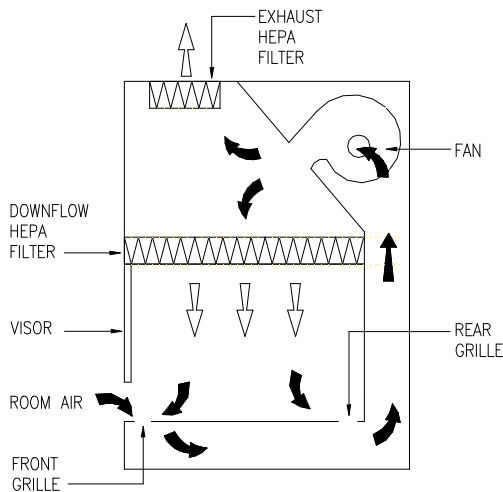 EXHAUST
HEPA
FILTER
FAN
DOWNFLOW
HEPA
FILTER
VISOR
REAR
GRILLE
ROOM AIR
FRONT
GRILLE